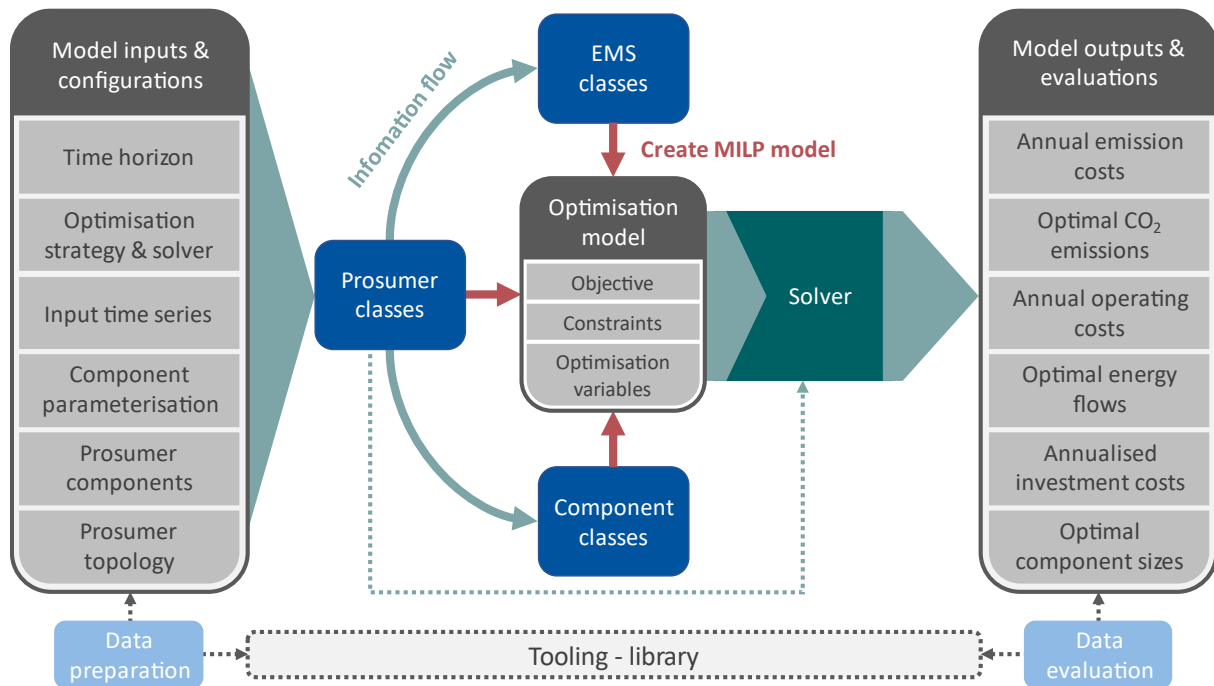 Model inputs &
configurations
Time horizon
Optimisation
strategy & solver
Input time series
Component
parameterisation
Prosumer
components
Prosumer
topology
Data
preparation
Infomation flow
Prosumer
classes
EMS
classes
Create MILP model
Optimisation
model
Objective
Constraints
Optimisation
variables
Component
classes
Solver
Tooling - library
Model outputs &
evaluations
Annual emission
costs
Optimal CO₂
emissions
Annual operating
costs
Optimal energy
flows
Annualised
investment costs
Optimal
component sizes
Data
evaluation